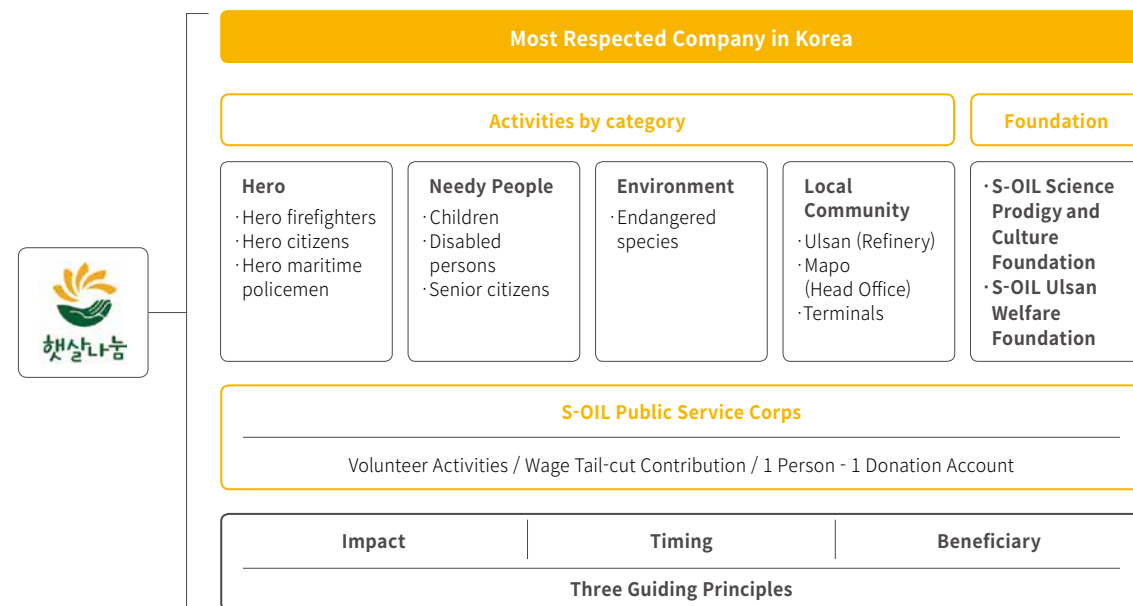 Most Respected Company in Korea
Activities by category
Foundation
Hero
·Hero firefighters
·Hero citizens
·Hero maritime
policemen
Needy People
·Children
·Disabled
persons
·Senior citizens
Environment
·Endangered
species
Local
Community
·Ulsan (Refinery)
·Mapo
(Head Office)
·Terminals
·S-OIL Science
Prodigy and
Culture
Foundation
·S-OIL Ulsan
Welfare
Foundation
햇살나눔
S-OIL Public Service Corps
Volunteer Activities / Wage Tail-cut Contribution / 1 Person - 1 Donation Account
Impact
Timing
Beneficiary
Three Guiding Principles